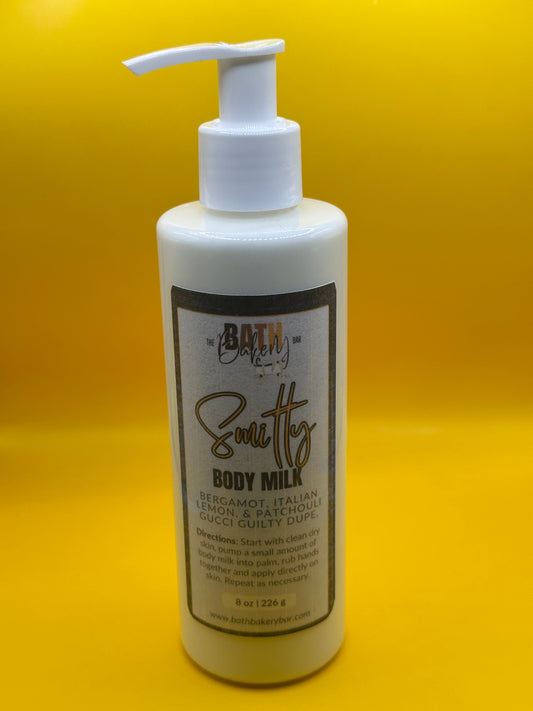 THE BATH BAR
Bakery
Smitty
BODY MILK
BERGAMOT, ITALIAN
LEMON, & PATCHOULI
GUCCI GUILTY DUPE.
Directions: Start with clean dry
skin, pump a small amount of
body milk into palm, rub hands
together and apply directly on
skin. Repeat as necessary.
8 oz | 226 g
www.bathbakerybar.com